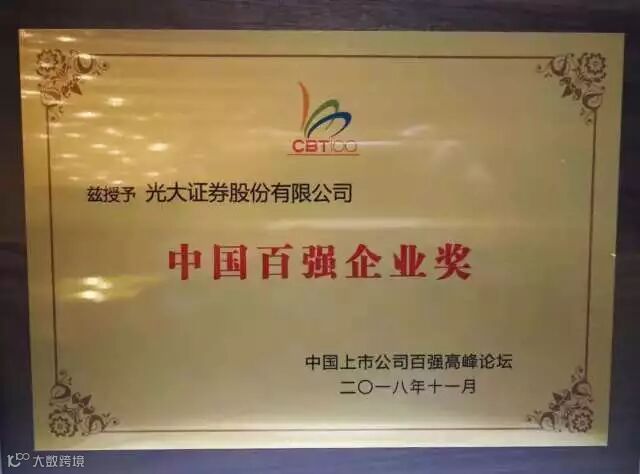 CBT100
兹授予 光大证券股份有限公司
中国百强企业奖
中国上市公司百强高峰论坛
二〇一八年十一月
大数跨境